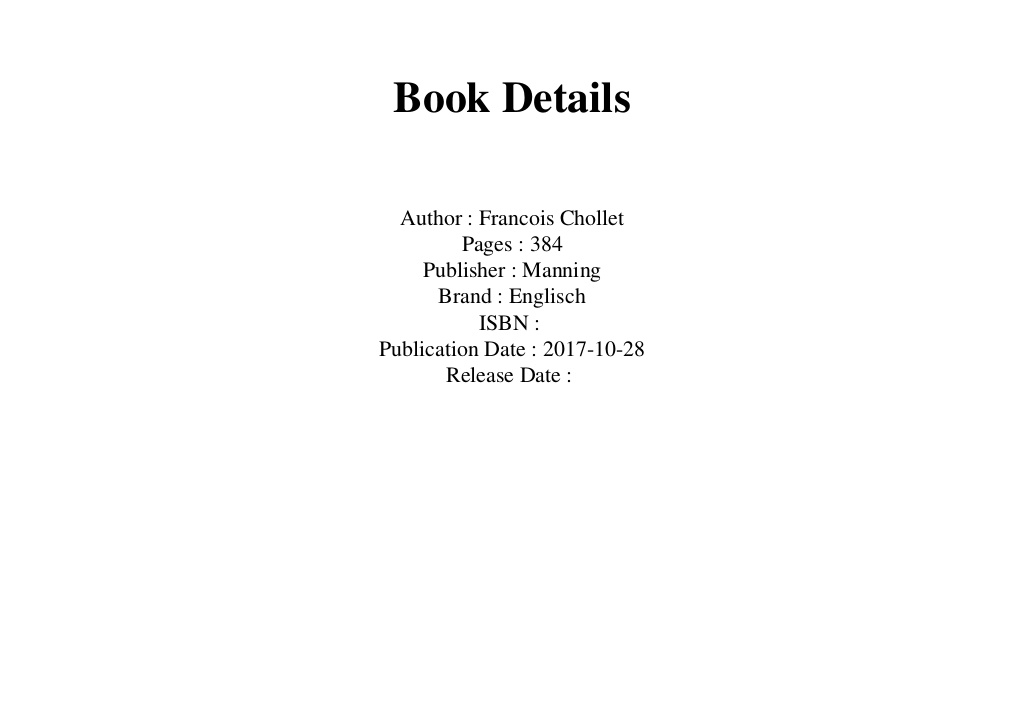 Book Details
Author : Francois Chollet
Pages : 384
Publisher : Manning
Brand : Englisch
ISBN :
Publication Date : 2017-10-28
Release Date :